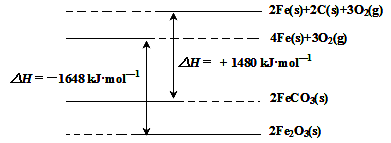 2Fe(s)+2C(s)+3O₂(g)
4Fe(s)+3O₂(g)
ΔH = + 1480 kJ·mol⁻¹
ΔH = −1648 kJ·mol⁻¹
2FeCO₃(s)
2Fe₂O₃(s)